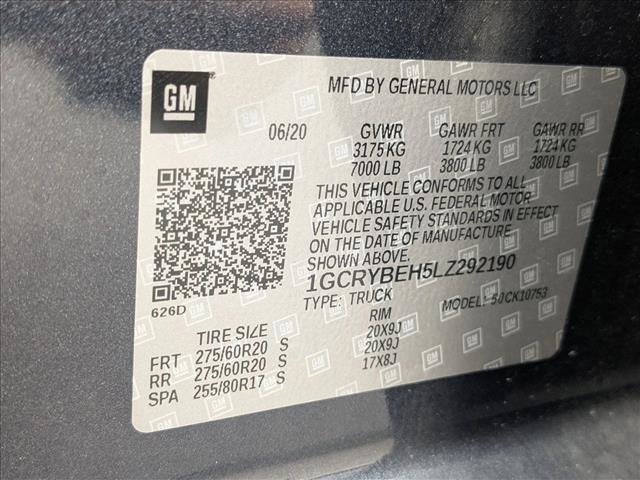 GM
MFD BY GENERAL MOTORS LLC
06/20 GVWR GAWR FRT GAWR RR
3175 KG 1724 KG 1724 KG
7000 LB 3800 LB 3800 LB
THIS VEHICLE CONFORMS TO ALL
APPLICABLE U.S. FEDERAL MOTOR
VEHICLE SAFETY STANDARDS IN EFFECT
ON THE DATE OF MANUFACTURE
SHOWN ABOVE.
1GCRYBEH5LZ292190
626D
TYPE: TRUCK MODEL: CK10753
TIRE SIZE RIM
FRT 275/60R20 S 20X9J
RR 275/60R20 S 20X9J
SPA 255/80R17 S 17X8J